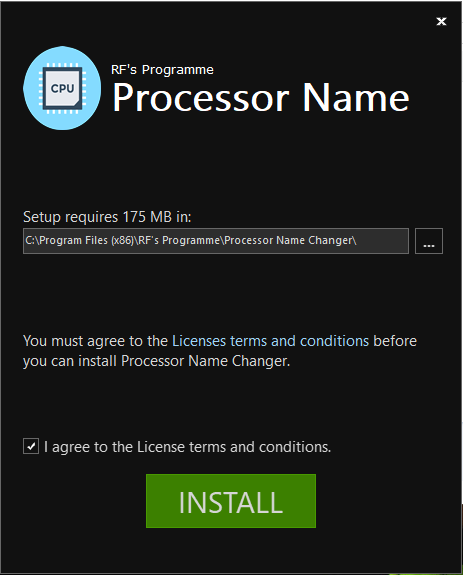 RF's Programme
CPU
Processor Name
Setup requires 175 MB in:
C:\Program Files (x86)\RF's Programme\Processor Name Changer\
...
You must agree to the Licenses terms and conditions before
you can install Processor Name Changer.
I agree to the License terms and conditions.
INSTALL